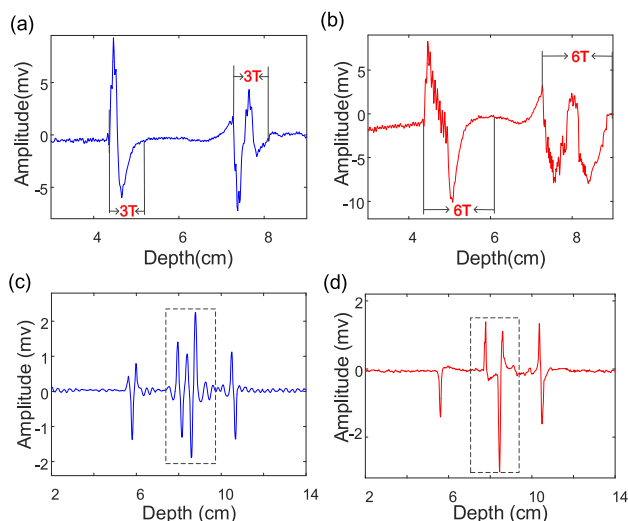 (a)
Amplitude(mv)
5
0
-5
3T
3T
4
6
8
Depth(cm)
(b)
Amplitude(mv)
5
0
-5
-10
6T
6T
4
6
8
Depth(cm)
(c)
Amplitude (mv)
2
1
0
-1
-2
2
6
10
14
Depth (cm)
(d)
Amplitude (mv)
2
0
-2
2
6
10
14
Depth (cm)